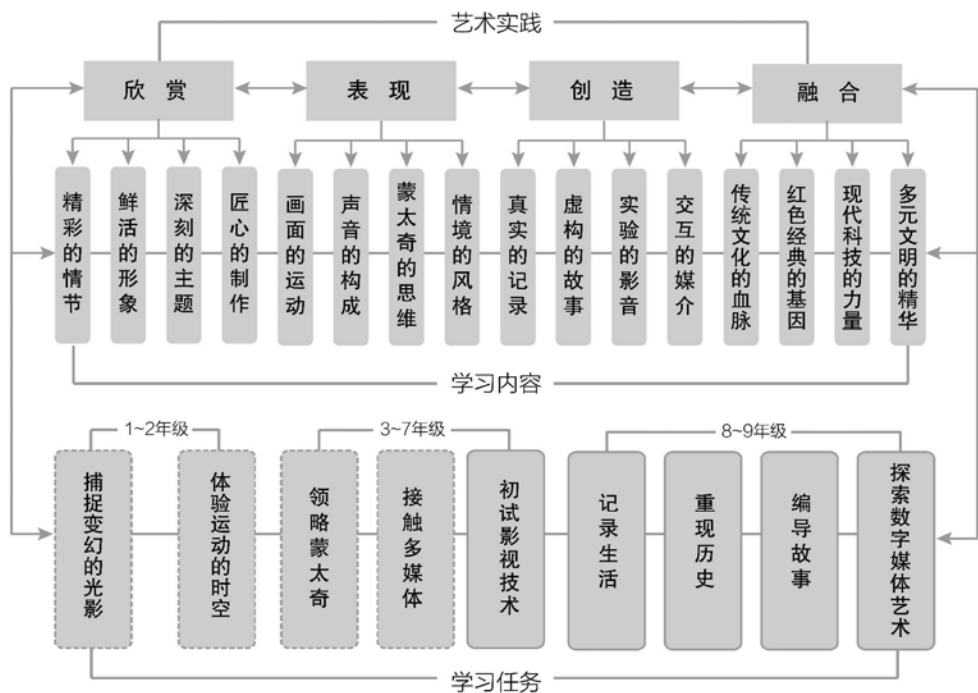 艺术实践
欣赏
表现
创造
融合
精彩的情节
鲜活的形象
深刻的主题
匠心的制作
画面的运动
声音的构成
蒙太奇的思维
情境的风格
真实的记录
虚构的故事
实验的影音
交互的媒介
传统文化的血脉
红色经典的基因
现代科技的力量
多元文明的精华
学习内容
1~2年级
3~7年级
8~9年级
捕捉变幻的光影
体验运动的时空
领略蒙太奇
接触多媒体
初试影视技术
记录生活
重现历史
编导故事
探索数字媒体艺术
学习任务